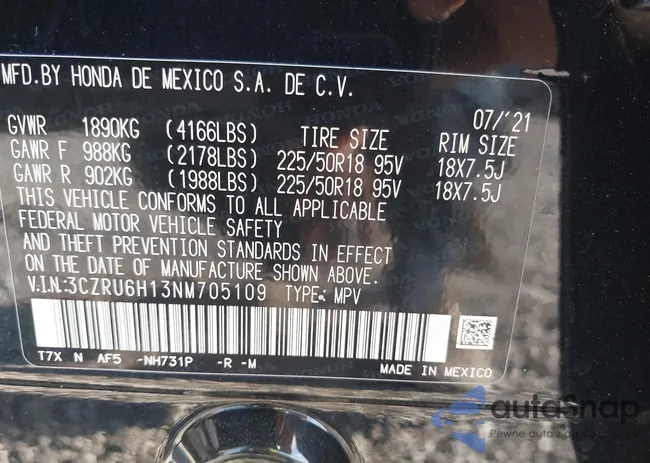 MFD.BY HONDA DE MEXICO S.A. DE C.V.
07/'21
GVWR 1890KG (4166LBS) TIRE SIZE RIM SIZE
GAWR F 988KG (2178LBS) 225/50R18 95V 18X7.5J
GAWR R 902KG (1988LBS) 225/50R18 95V 18X7.5J
THIS VEHICLE CONFORMS TO ALL APPLICABLE
FEDERAL MOTOR VEHICLE SAFETY
AND THEFT PREVENTION STANDARDS IN EFFECT
ON THE DATE OF MANUFACTURE SHOWN ABOVE.
V.I.N.:3CZRU6H13NM705109 TYPE: MPV
T7X N AF5 -NH731P -R -M
MADE IN MEXICO
autoSnap
Pewne auto z